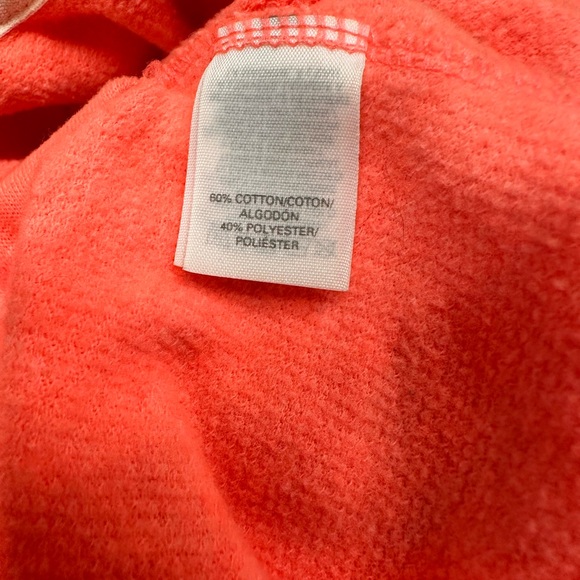 60% COTTON/COTON/
ALGODÓN
40% POLYESTER/
POLIÉSTER